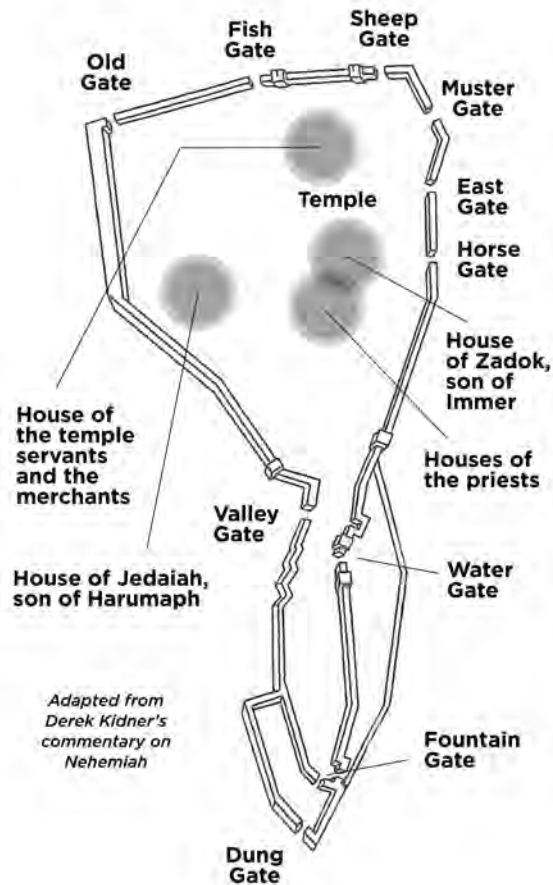 Sheep
Gate
Fish
Gate
Old
Gate
Muster
Gate
East
Gate
Temple
Horse
Gate
House
of Zadok,
son of
Immer
House of
the temple
servants
and the
merchants
Houses of
the priests
Valley
Gate
Water
Gate
House of Jedaiah,
son of Harumaph
Adapted from
Derek Kidner's
commentary on
Nehemiah
Fountain
Gate
Dung
Gate